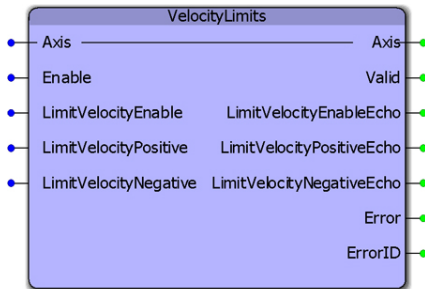 VelocityLimits
Axis Axis
Enable Valid
LimitVelocityEnable LimitVelocityEnableEcho
LimitVelocityPositive LimitVelocityPositiveEcho
LimitVelocityNegative LimitVelocityNegativeEcho
Error
ErrorID